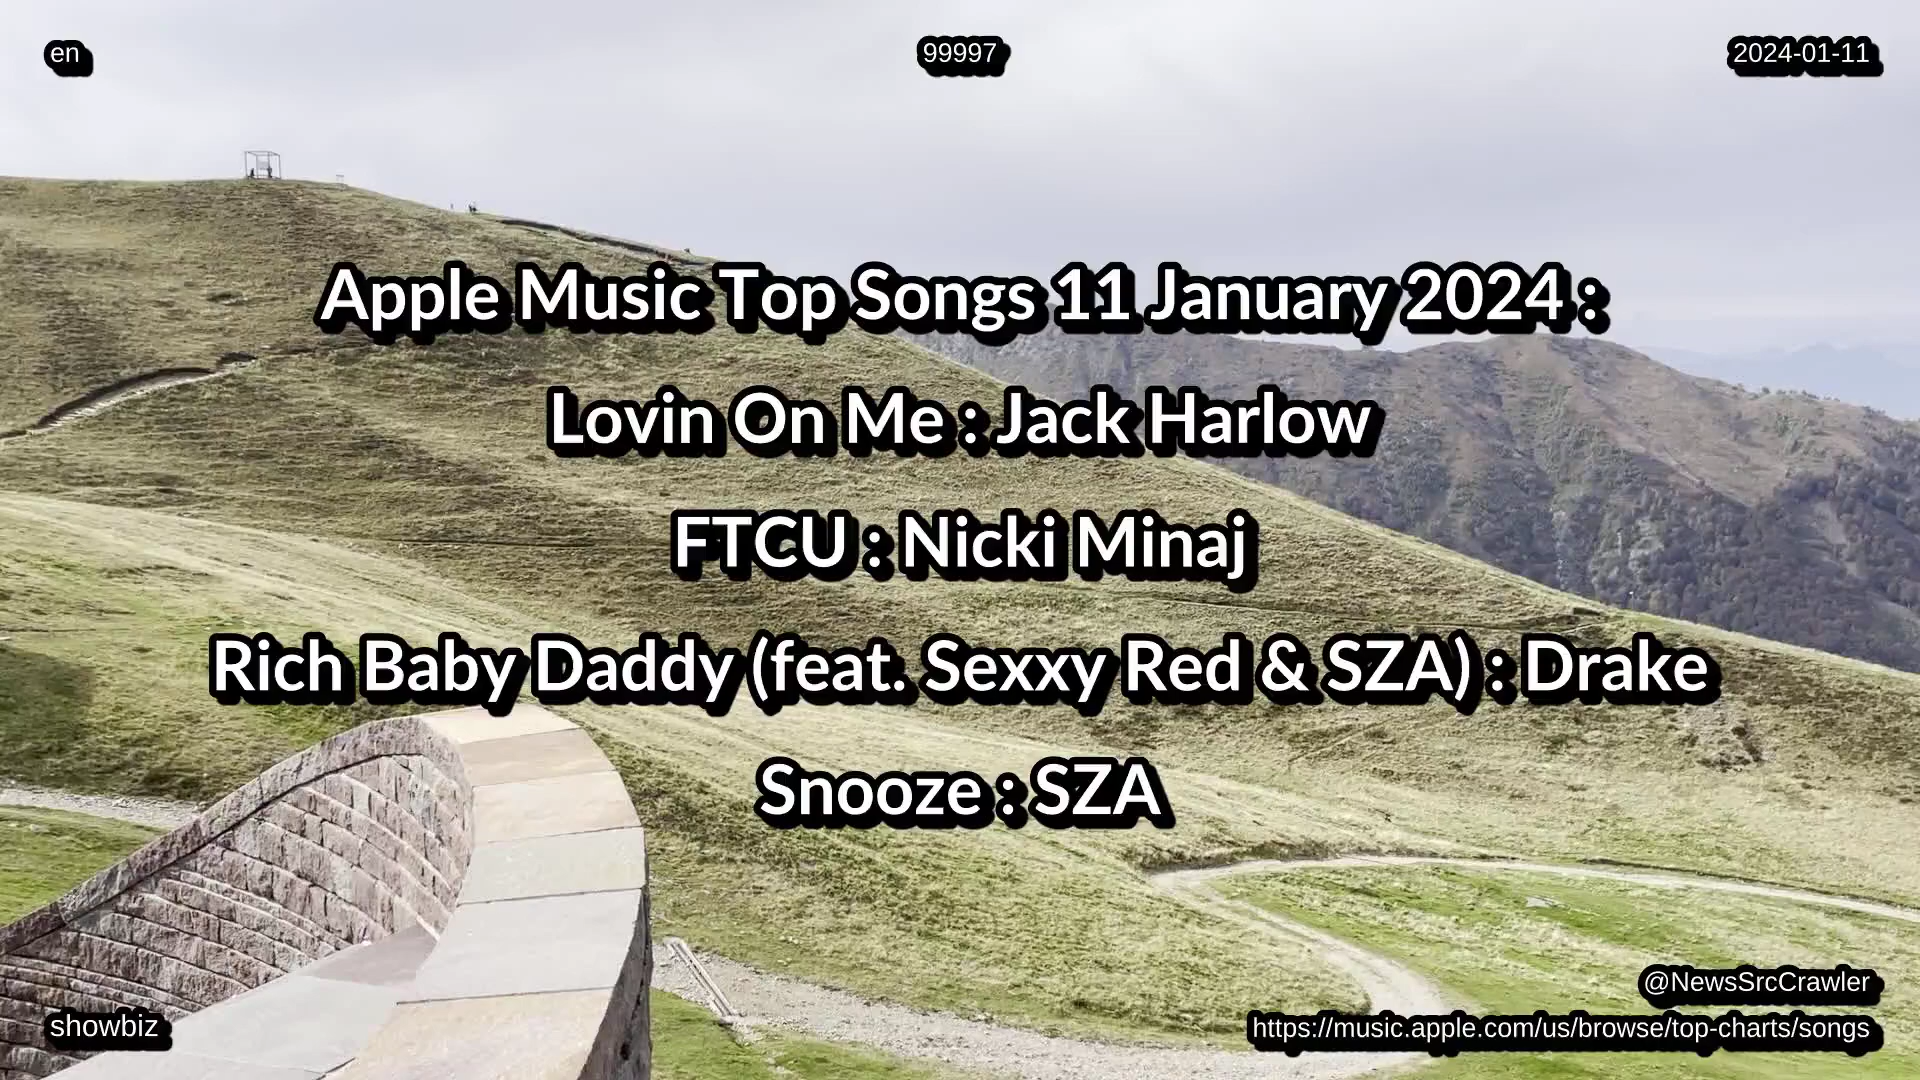 en
99997
2024-01-11
Apple Music Top Songs 11 January 2024 :
Lovin On Me : Jack Harlow
FTCU : Nicki Minaj
Rich Baby Daddy (feat. Sexxy Red & SZA) : Drake
Snooze : SZA
@NewsSrcCrawler
showbiz
https://music.apple.com/us/browse/top-charts/songs